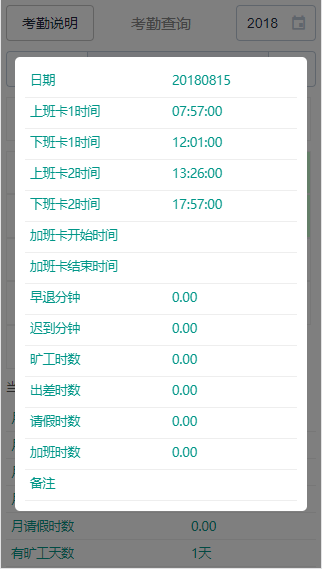 考勤说明 考勤查询 2018
日期 20180815
上班卡1时间 07:57:00
下班卡1时间 12:01:00
上班卡2时间 13:26:00
下班卡2时间 17:57:00
加班卡开始时间
加班卡结束时间
早退分钟 0.00
迟到分钟 0.00
旷工时数 0.00
出差时数 0.00
请假时数 0.00
加班时数 0.00
备注
月请假时数 0.00
有旷工天数 1天